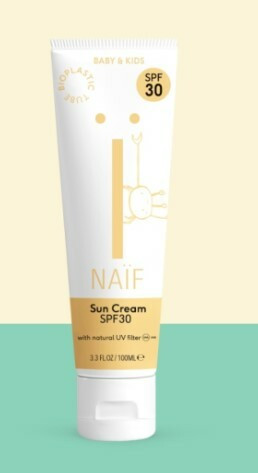 BABY & KIDS
BIOPLASTIC TUBE
SPF
30
NAÏF
Sun Cream
SPF30
with natural UV filter
3.3 FL.OZ / 100ML e